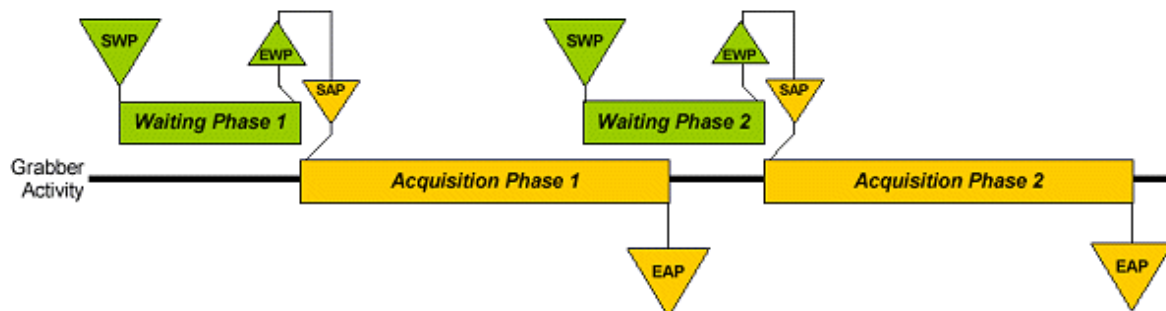 SWP
EWP
SAP
Waiting Phase 1
SWP
EWP
SAP
Waiting Phase 2
Grabber
Activity
Acquisition Phase 1
Acquisition Phase 2
EAP
EAP